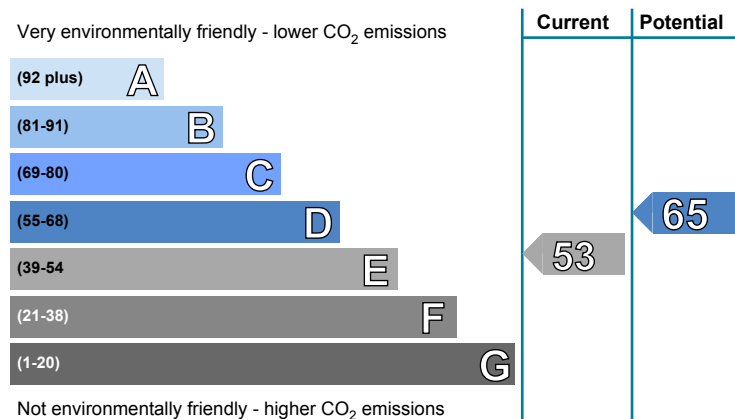 Very environmentally friendly - lower CO₂ emissions
Current
Potential
(92 plus) A
(81-91) B
(69-80) C
(55-68) D
65
(39-54 E
53
(21-38) F
(1-20) G
Not environmentally friendly - higher CO₂ emissions